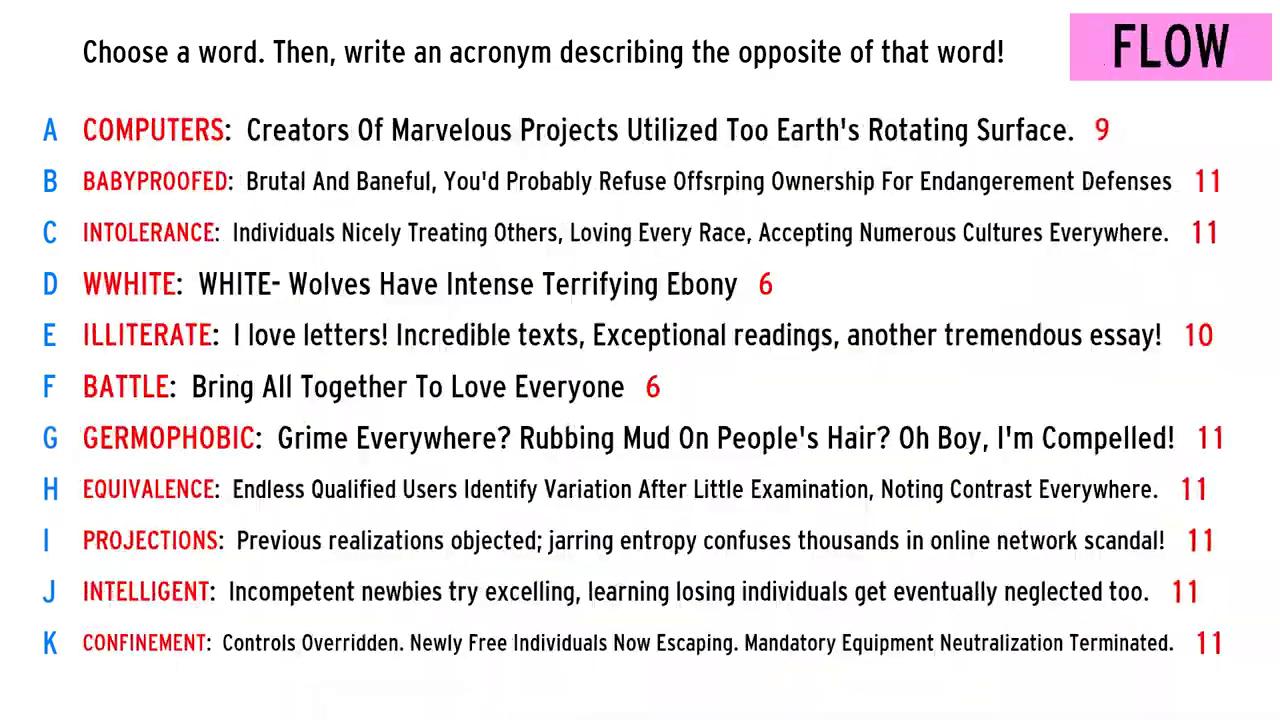 Choose a word. Then, write an acronym describing the opposite of that word!
FLOW
A COMPUTERS: Creators Of Marvelous Projects Utilized Too Earth's Rotating Surface. 9
B BABYPROOFED: Brutal And Baneful, You'd Probably Refuse Offsrping Ownership For Endangerement Defenses 11
C INTOLERANCE: Individuals Nicely Treating Others, Loving Every Race, Accepting Numerous Cultures Everywhere. 11
D WWHITE: WHITE- Wolves Have Intense Terrifying Ebony 6
E ILLITERATE: I love letters! Incredible texts, Exceptional readings, another tremendous essay! 10
F BATTLE: Bring All Together To Love Everyone 6
G GERMOPHOBIC: Grime Everywhere? Rubbing Mud On People's Hair? Oh Boy, I'm Compelled! 11
H EQUIVALENCE: Endless Qualified Users Identify Variation After Little Examination, Noting Contrast Everywhere. 11
I PROJECTIONS: Previous realizations objected; jarring entropy confuses thousands in online network scandal! 11
J INTELLIGENT: Incompetent newbies try excelling, learning losing individuals get eventually neglected too. 11
K CONFINEMENT: Controls Overridden. Newly Free Individuals Now Escaping. Mandatory Equipment Neutralization Terminated. 11